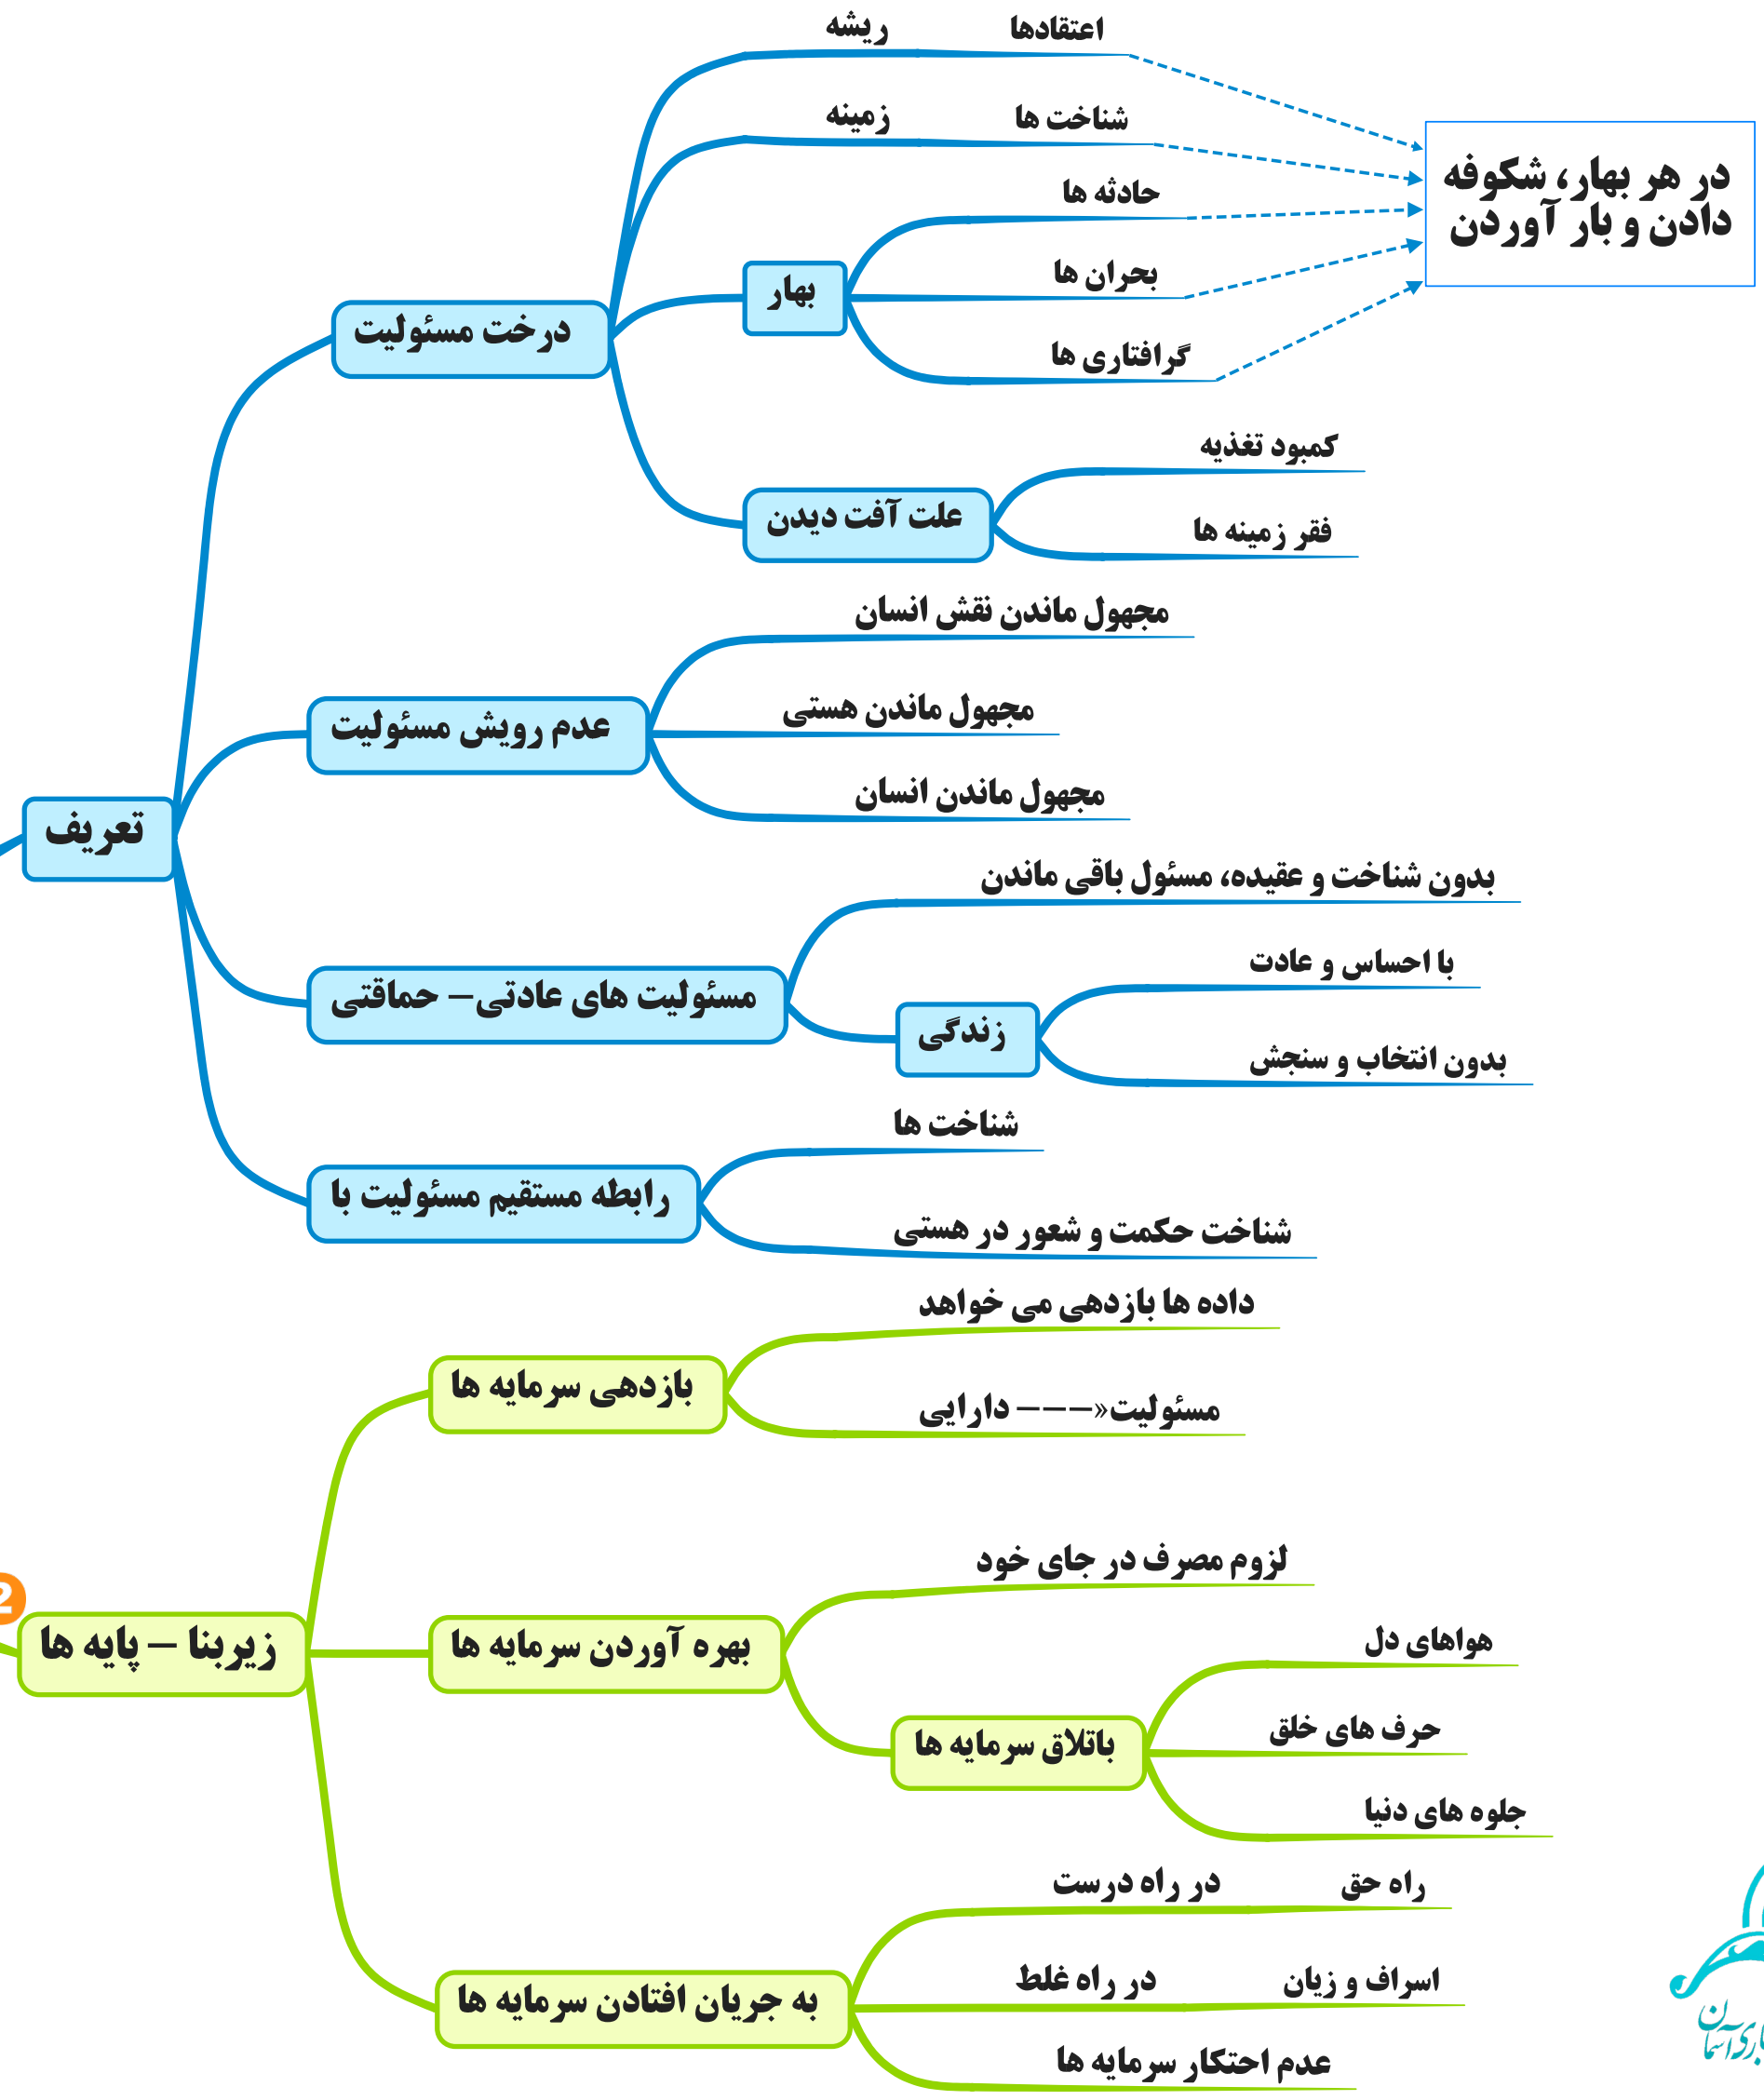 ریشه
اعتقادها
زمینه
شناخت ها
در هر بهار، شکوفه
دادن و بار آوردن
حادثه ها
بحران ها
بهار
گرافتاری ها
درخت مسئولیت
کمبود تغذیه
علت آفت دیدن
فقر زمینه ها
مجهول ماندن نقش انسان
عدم رویش مسئولیت
مجهول ماندن هستی
مجهول ماندن انسان
تعریف
بدون شناخت و عقیده، مسئول باقی ماندن
مسئولیت های عادتی– حماقتی
با احساس و عادت
زندگی
بدون انتخاب و سنجش
شناخت ها
رابطه مستقیم مسئولیت با
شناخت حکمت و شعور در هستی
داده ها بازدهی می خواهد
بازدهی سرمایه ها
مسئولیت«––– دارایی
لزوم مصرف در جای خود
2
زیربنا – پایه ها
بهره آوردن سرمایه ها
هواهای دل
باتلاق سرمایه ها
حرف های خلق
جلوه های دنیا
در راه درست
راه حق
به جریان افتادن سرمایه ها
در راه غلط
اسراف و زیان
عدم احتکار سرمایه ها